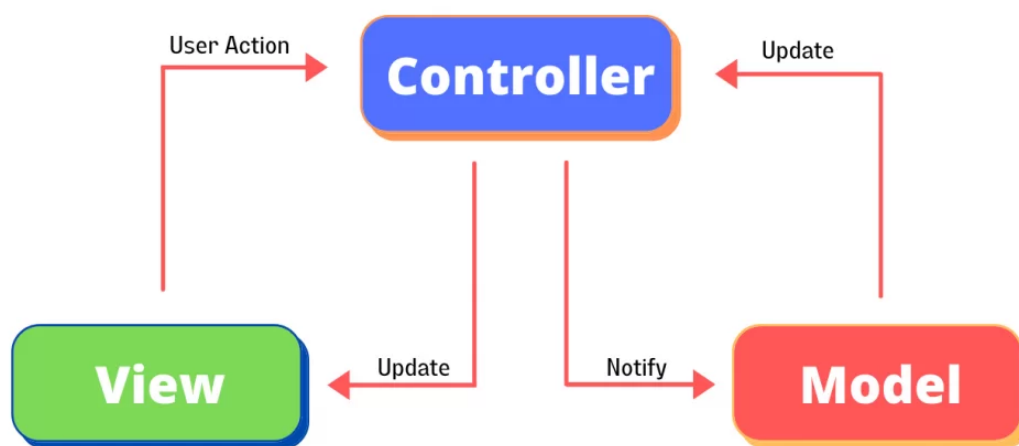 User Action
Controller
Update
View
Update
Notify
Model